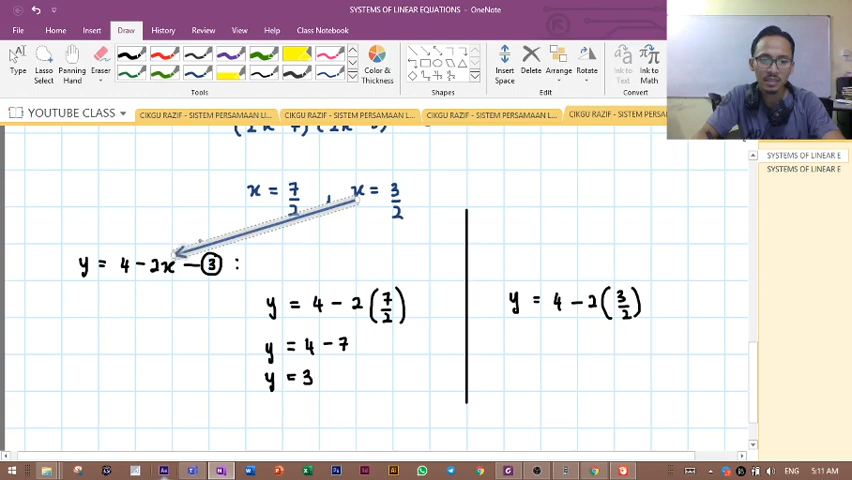 SYSTEMS OF LINEAR EQUATIONS - OneNote
File Home Insert Draw History Review View Help Class Notebook
Type Lasso Select Panning Hand Eraser Color & Thickness Insert Space Delete Arrange Rotate Ink to Text Ink to Math
Tools Shapes Edit Convert
YOUTUBE CLASS CIKGU RAZIF - SISTEM PERSAMAAN LI... CIKGU RAZIF - SISTEM PERSAMAAN LI... CIKGU RAZIF - SISTEM PERSAMAAN LI... CIKGU RAZIF - SISTEM PERSAMAAN
SYSTEMS OF LINEAR E
SYSTEMS OF LINEAR E
x = 7/2 , x = 3/2
y = 4 - 2x — 3 :
y = 4 - 2(7/2)
y = 4 - 7
y = 3
y = 4 - 2(3/2)
ENG 5:11 AM